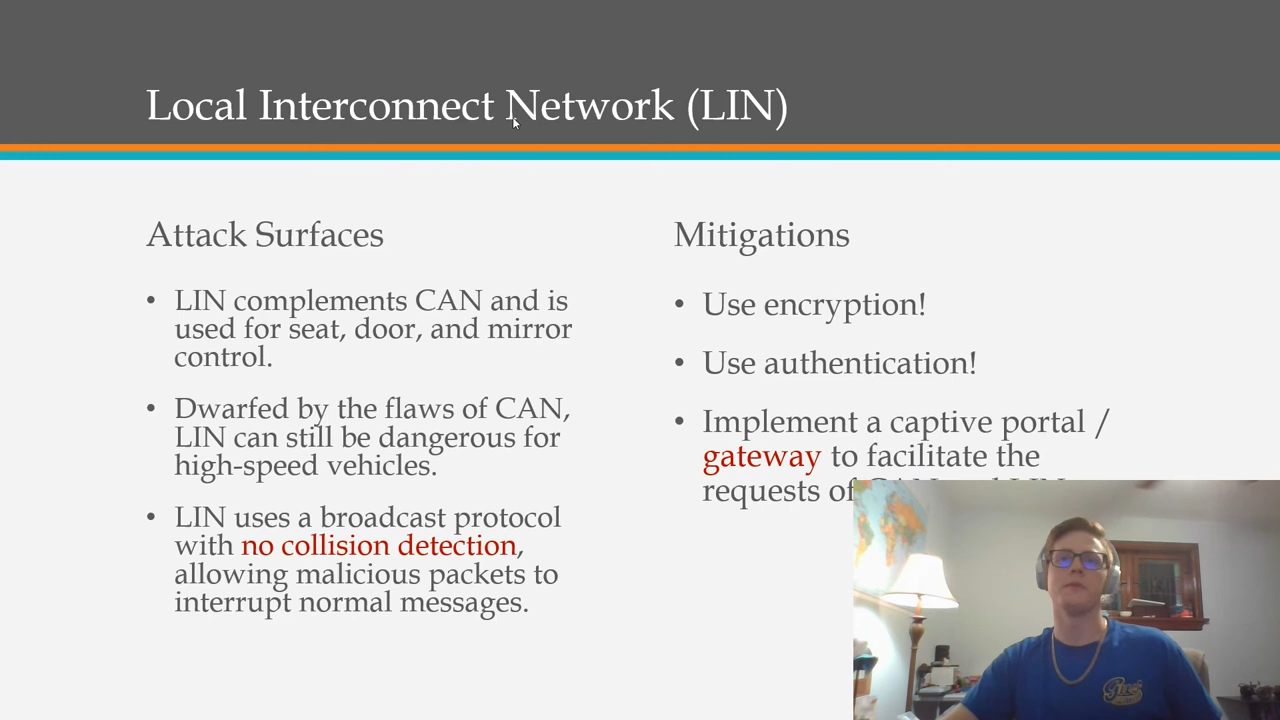 Local Interconnect Network (LIN)
Attack Surfaces
• LIN complements CAN and is
used for seat, door, and mirror
control.
• Dwarfed by the flaws of CAN,
LIN can still be dangerous for
high-speed vehicles.
• LIN uses a broadcast protocol
with no collision detection,
allowing malicious packets to
interrupt normal messages.
Mitigations
• Use encryption!
• Use authentication!
• Implement a captive portal /
gateway to facilitate the
requests of